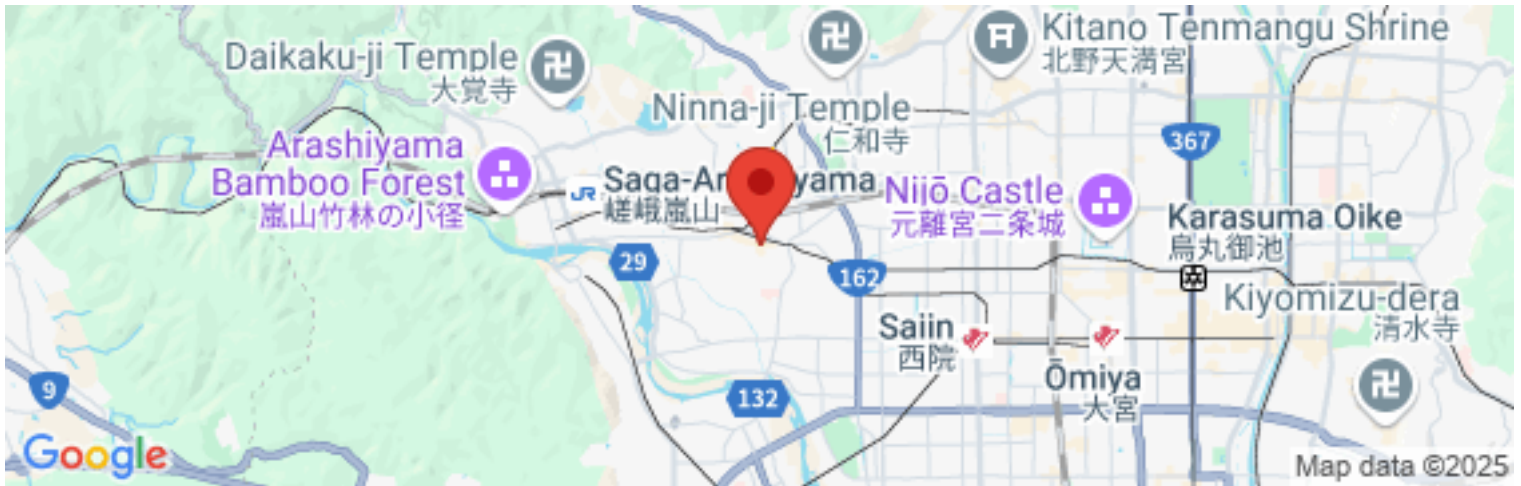 Daikaku-ji Temple
大覚寺
Kitano Tenmangu Shrine
北野天満宮
Ninna-ji Temple
仁和寺
367
Arashiyama
Bamboo Forest
嵐山竹林の小径
JR
嵯峨嵐山
Nijō Castle
元離宮二条城
Karasuma Oike
烏丸御池
29
162
Kiyomizu-dera
清水寺
Saiin
西院
Ōmiya
大宮
9
132
Google
Map data ©2025